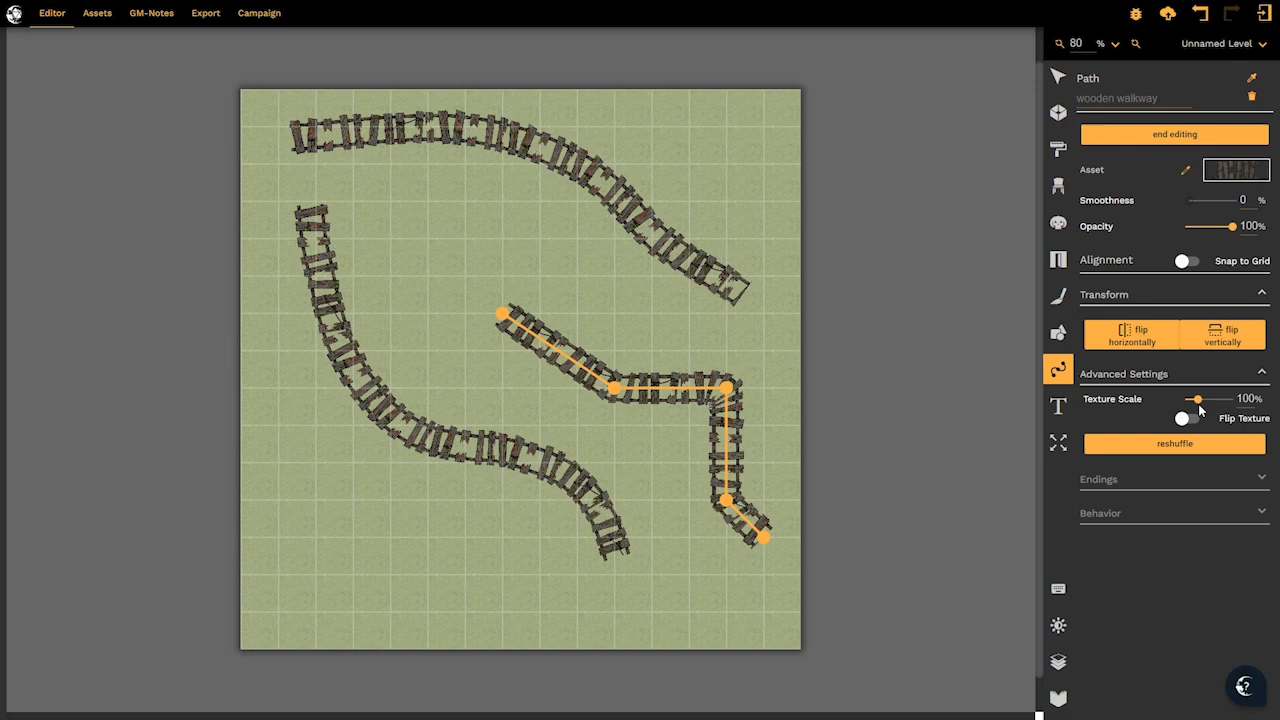 Editor Assets GM-Notes Export Campaign
80 % Unnamed Level
Path
wooden walkway
end editing
Asset
Smoothness 0 %
Opacity 100%
Alignment Snap to Grid
Transform
flip horizontally flip vertically
Advanced Settings
Texture Scale 100%
Flip Texture
reshuffle
Endings
Behavior